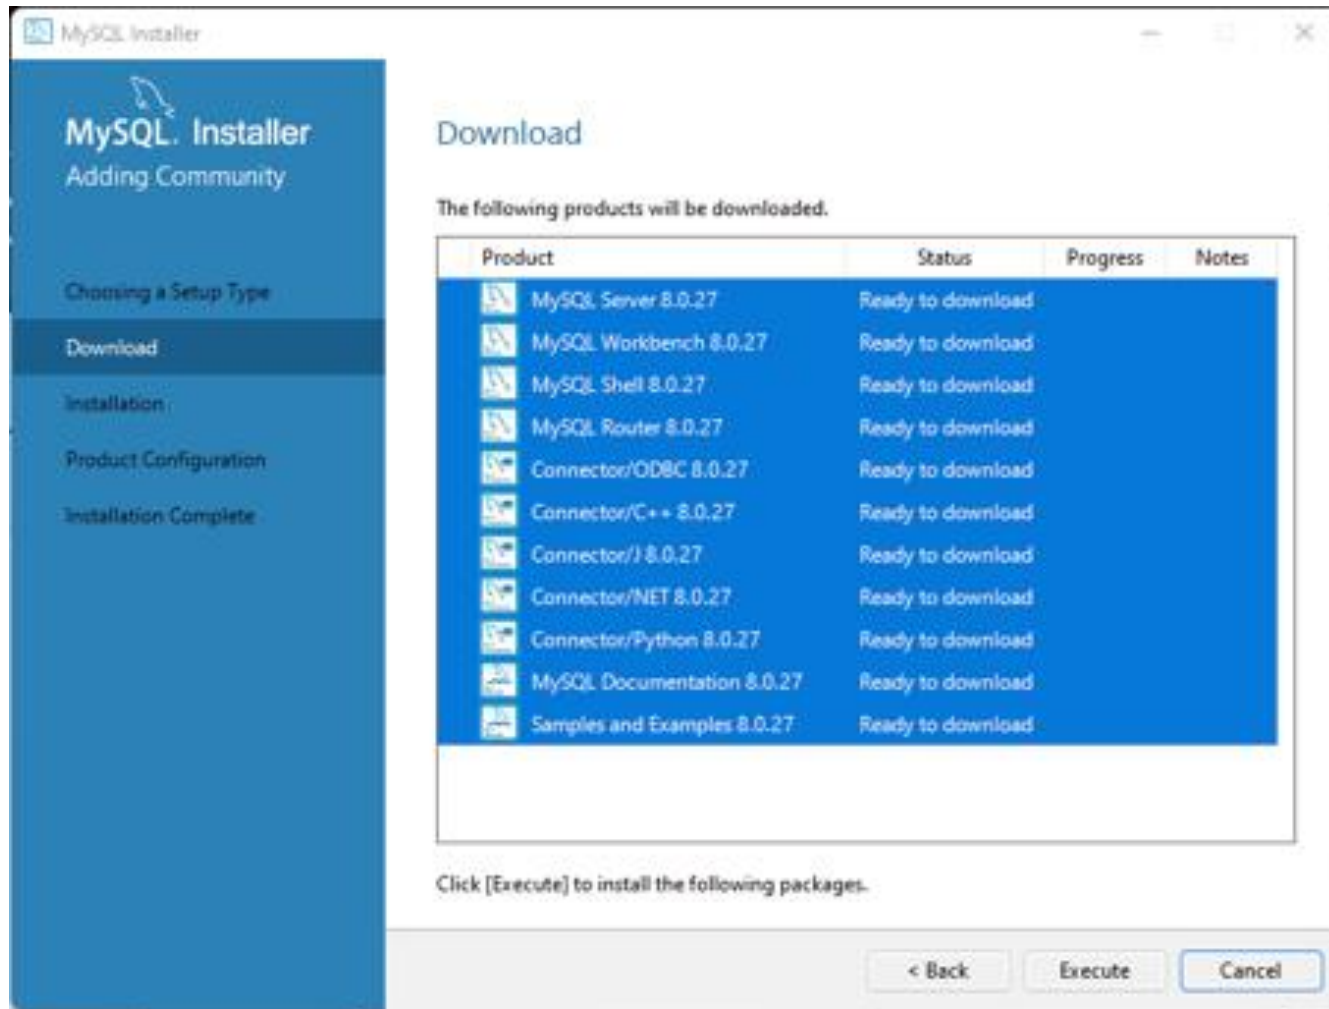 MySQL Installer
MySQL. Installer
Adding Community
Choosing a Setup Type
Download
Installation
Product Configuration
Installation Complete
Download
The following products will be downloaded.
Product Status Progress Notes
MySQL Server 8.0.27 Ready to download
MySQL Workbench 8.0.27 Ready to download
MySQL Shell 8.0.27 Ready to download
MySQL Router 8.0.27 Ready to download
Connector/ODBC 8.0.27 Ready to download
Connector/C++ 8.0.27 Ready to download
Connector/J 8.0.27 Ready to download
Connector/NET 8.0.27 Ready to download
Connector/Python 8.0.27 Ready to download
MySQL Documentation 8.0.27 Ready to download
Samples and Examples 8.0.27 Ready to download
Click [Execute] to install the following packages.
< Back Execute Cancel